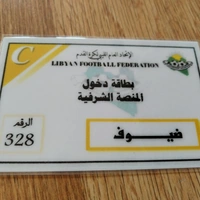 C
الإتحاد العام الليبي لكرة القدم
LIBYAN FOOTBALL FEDERATION
بطاقة دخول
المنصة الشرفية
الرقم
328
ضيوف